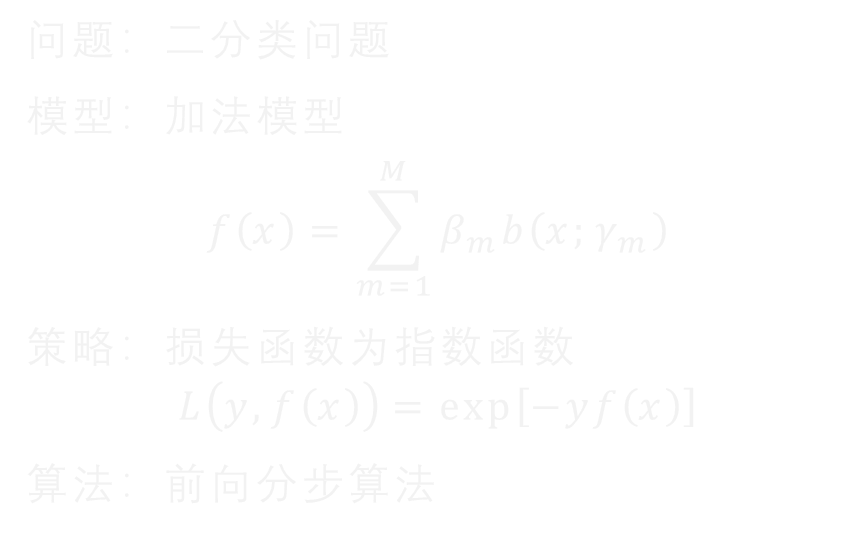 问题：二分类问题
模型：加法模型
f(x) = \sum_{m=1}^{M} β_m b(x; γ_m)
策略：损失函数为指数函数
L(y, f(x)) = exp[−yf(x)]
算法：前向分步算法